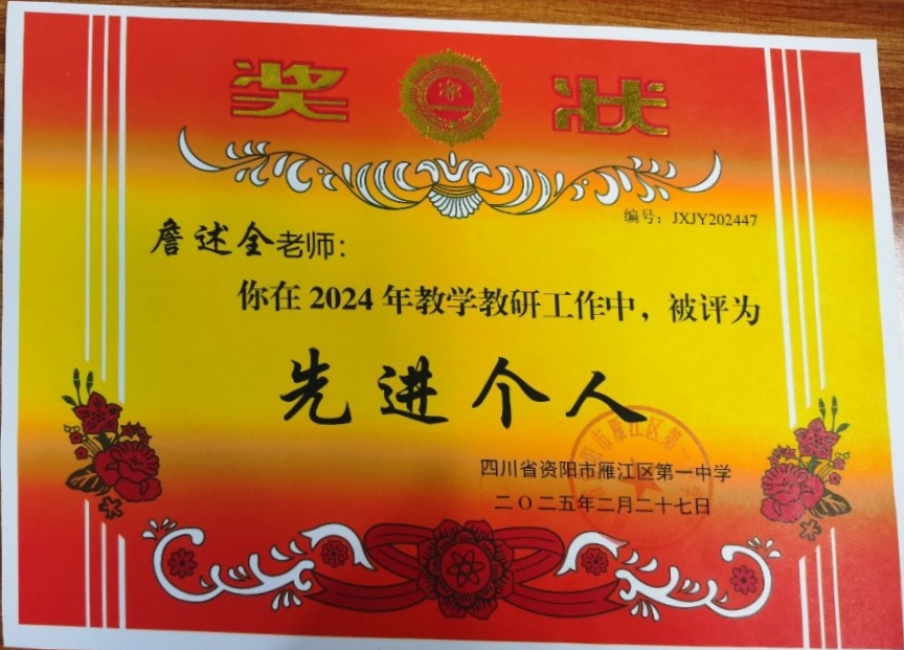 奖状
编号：JXJY202447
詹述全老师：
你在2024年教学教研工作中，被评为
先进个人
四川省资阳市雁江区第一中学
二〇二五年二月二十七日